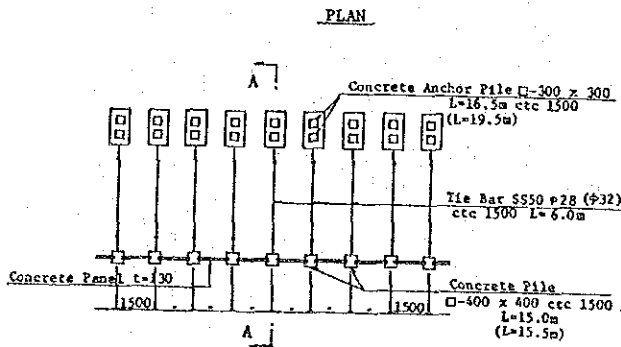 PLAN
A
Concrete Anchor Pile □-300 x 300
L=16.5m ctc 1500
(L=19.5m)
Tie Bar SS50 φ28 (φ32)
ctc 1500 L=6.0m
Concrete Panel t=130
Concrete Pile
1500
1500
□-400 x 400 ctc 1500
L=15.0m
(L=15.5m)
A